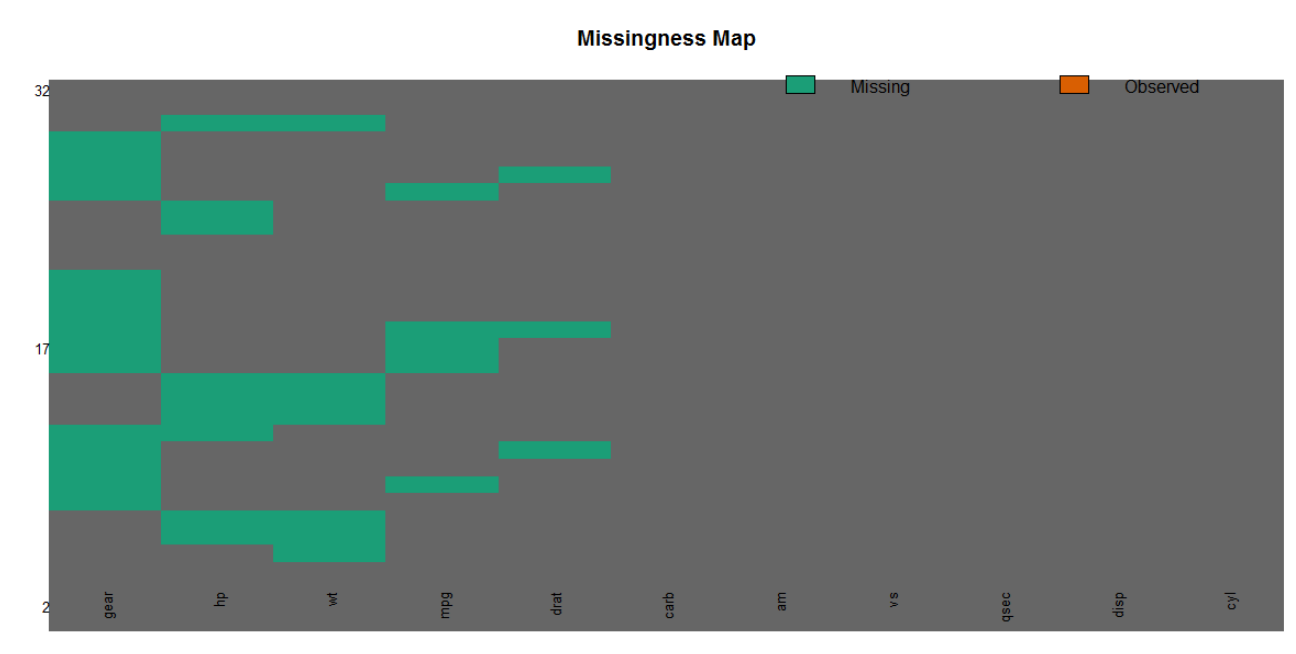 Missingness Map
32
Missing Observed
17
2
gear hp wt mpg drat carb am vs qsec disp cyl